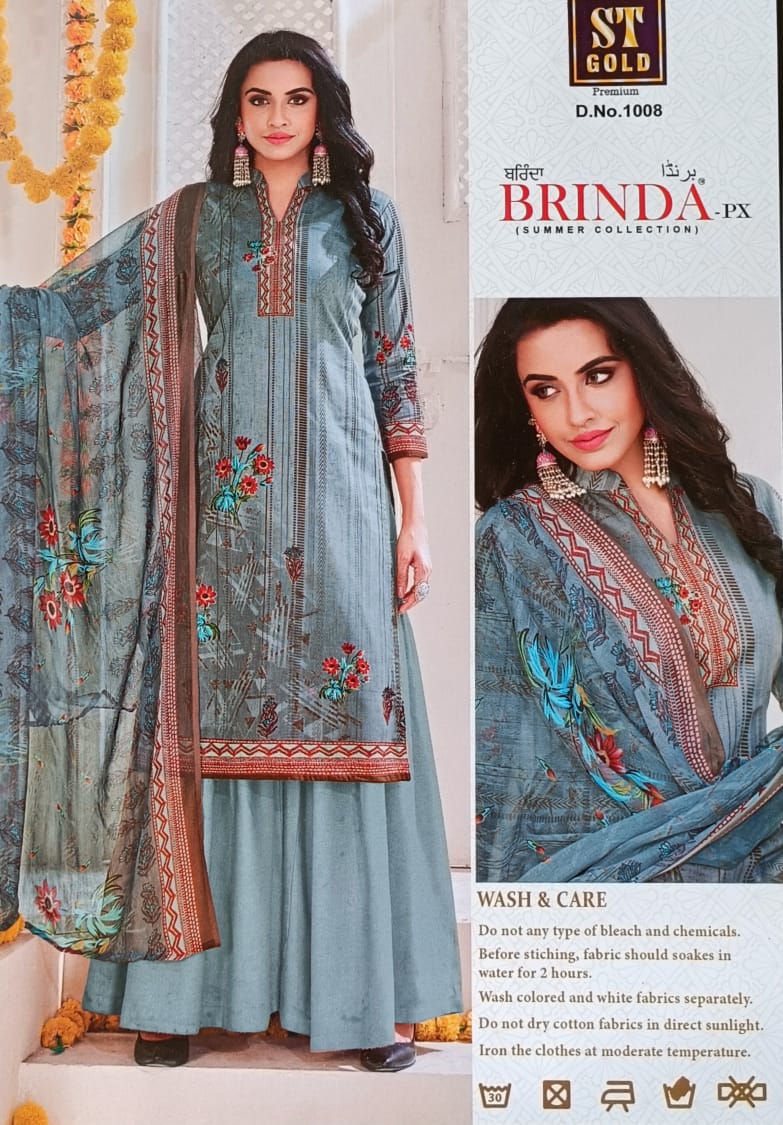 ST
GOLD
Premium
D.No.1008
ਬਰਿੰਦਾ برنڈا
BRINDA®-PX
(SUMMER COLLECTION)
WASH & CARE
Do not any type of bleach and chemicals.
Before stiching, fabric should soakes in
water for 2 hours.
Wash colored and white fabrics separately.
Do not dry cotton fabrics in direct sunlight.
Iron the clothes at moderate temperature.
30